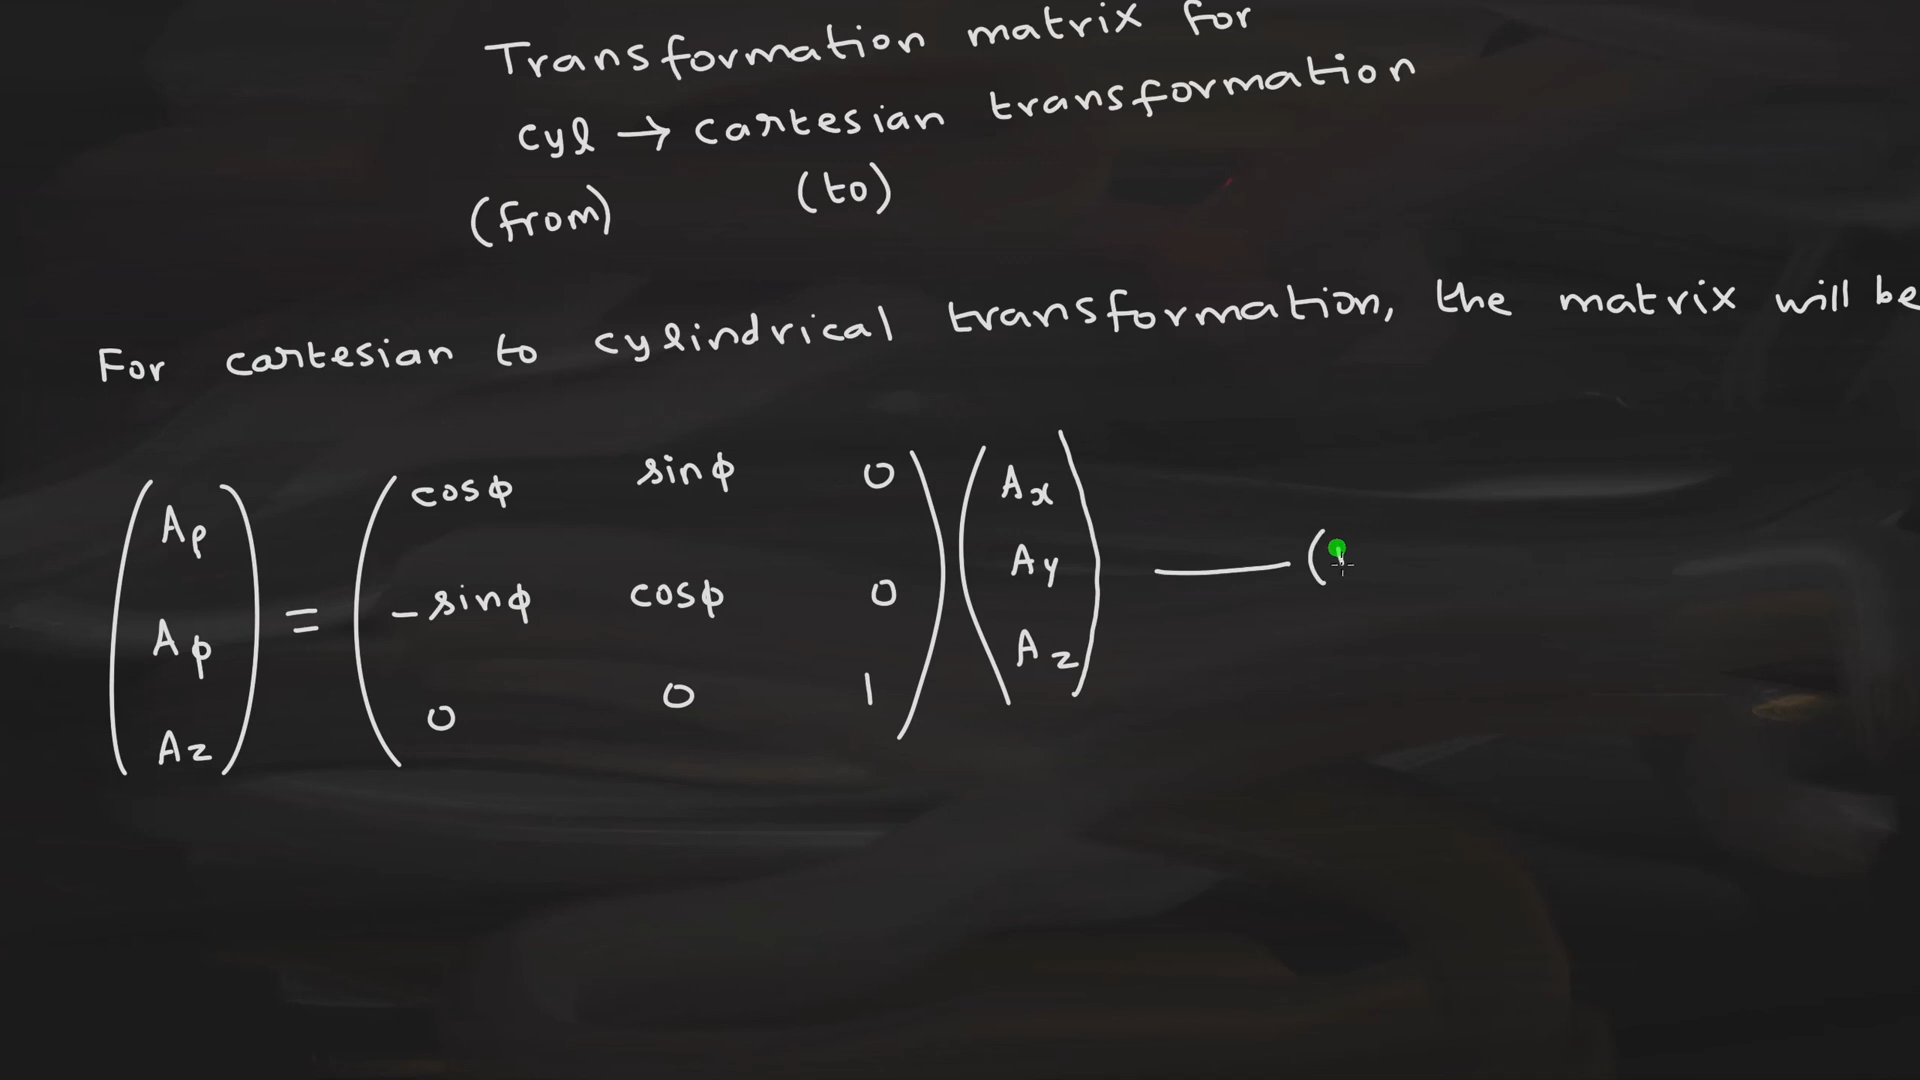 Transformation matrix for
cyl → cartesian transformation
(from) (to)
For cartesian to cylindrical transformation, the matrix will be
( Aρ ) = ( cosφ sinφ 0 ) ( Ax )
( Aφ ) ( -sinφ cosφ 0 ) ( Ay ) —— (
( Az ) ( 0 0 1 ) ( Az )